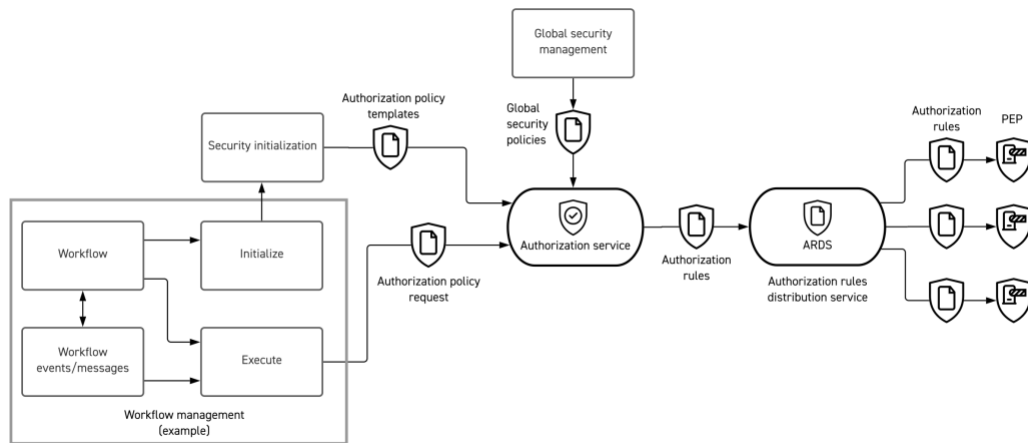 Global security
management
Authorization policy
templates
Global
security
policies
Authorization
rules
PEP
Security initialization
Workflow
Initialize
Authorization service
Authorization
rules
ARDS
Authorization policy
request
Authorization rules
distribution service
Workflow
events/messages
Execute
Workflow management
(example)